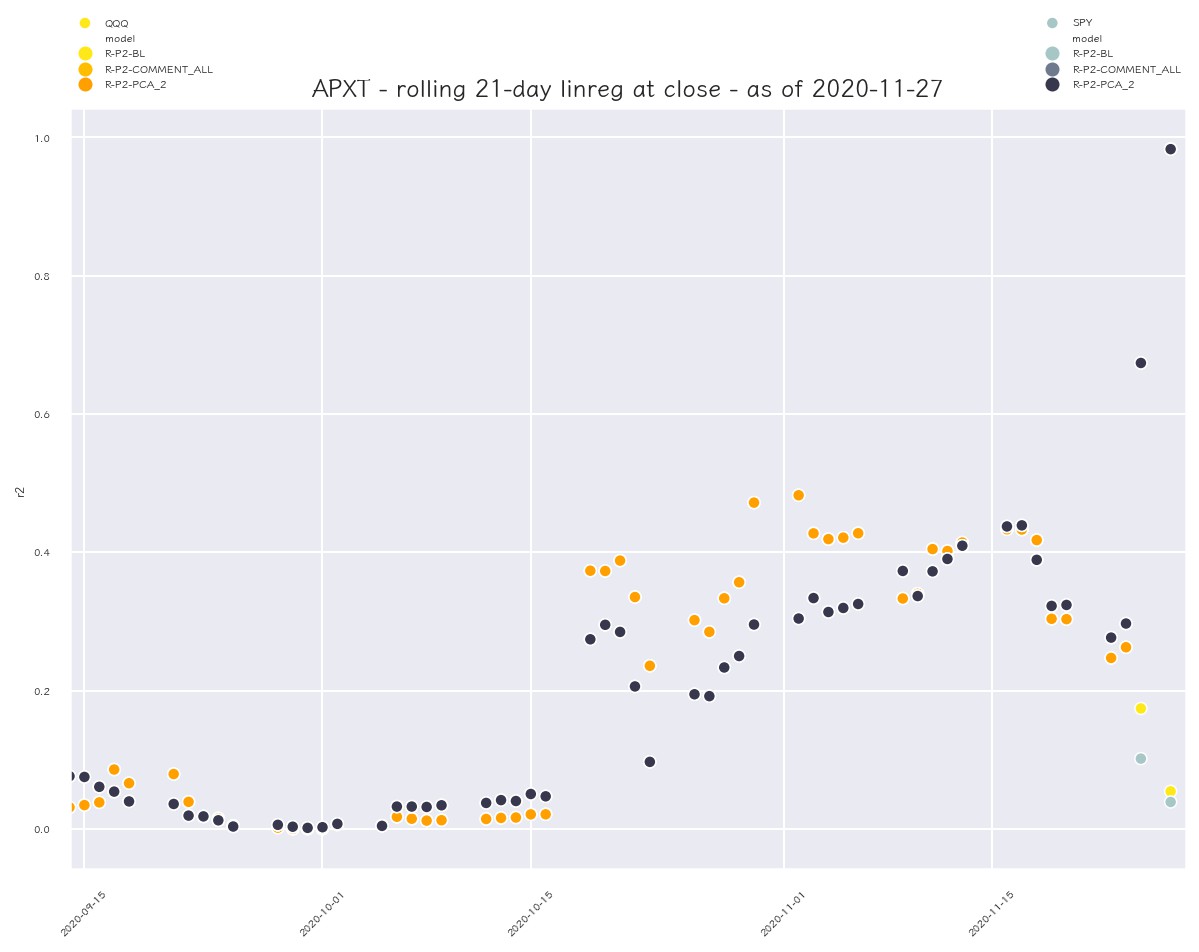 QQQ
model
R-P2-BL
R-P2-COMMENT_ALL
R-P2-PCA_2
SPY
model
R-P2-BL
R-P2-COMMENT_ALL
R-P2-PCA_2
APXT - rolling 21-day linreg at close - as of 2020-11-27
r2
1.0
0.8
0.6
0.4
0.2
0.0
2020-09-15
2020-10-01
2020-10-15
2020-11-01
2020-11-15